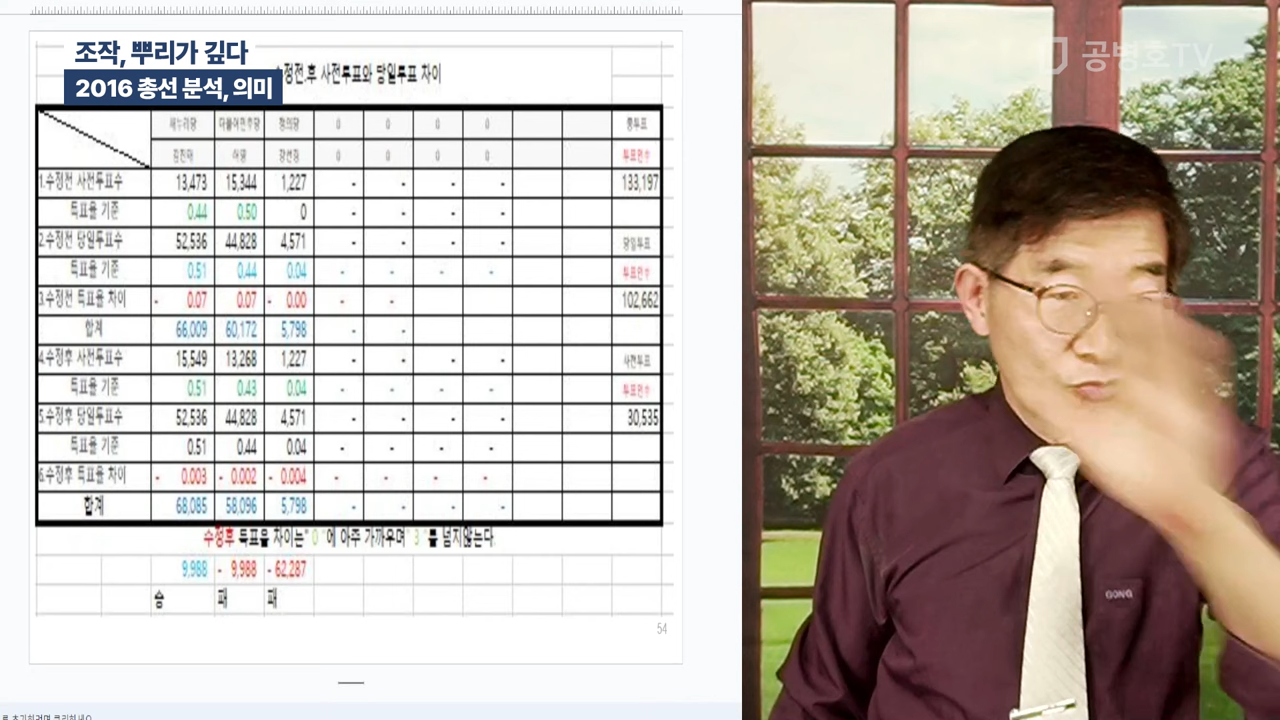 조작, 뿌리가 깊다
2016 총선 분석, 의미
수정전.후 사전투표와 당일투표 차이
새누리당 더불어민주당 정의당 0 0 0 0 총투표
김진태 허영 강선경 0 0 0 0 투표인수
1.수정전 사전투표수 13,473 15,344 1,227 - - - - 133,197
득표율 기준 0.44 0.50 0 - - - -
2.수정전 당일투표수 52,536 44,828 4,571 - - - - 당일투표
득표율 기준 0.51 0.44 0.04 - - - - 투표인수
3.수정전 득표율 차이 - 0.07 0.07 - 0.00 - - 102,662
합계 66,009 60,172 5,798 - -
4.수정후 사전투표수 15,549 13,268 1,227 - - - - 사전투표
득표율 기준 0.51 0.43 0.04 - - - - 투표인수
5.수정후 당일투표수 52,536 44,828 4,571 - - - - 30,535
득표율 기준 0.51 0.44 0.04 - - - -
6.수정후 득표율 차이 - 0.003 - 0.002 - 0.004 - - - -
합계 68,085 58,096 5,798 - - - -
수정후 득표율 차이는" 0 "에 아주 가까우며" 3 "를 넘지않는다.
9,988 - 9,988 - 62,287
승 패 패
54
공병호TV
GONG